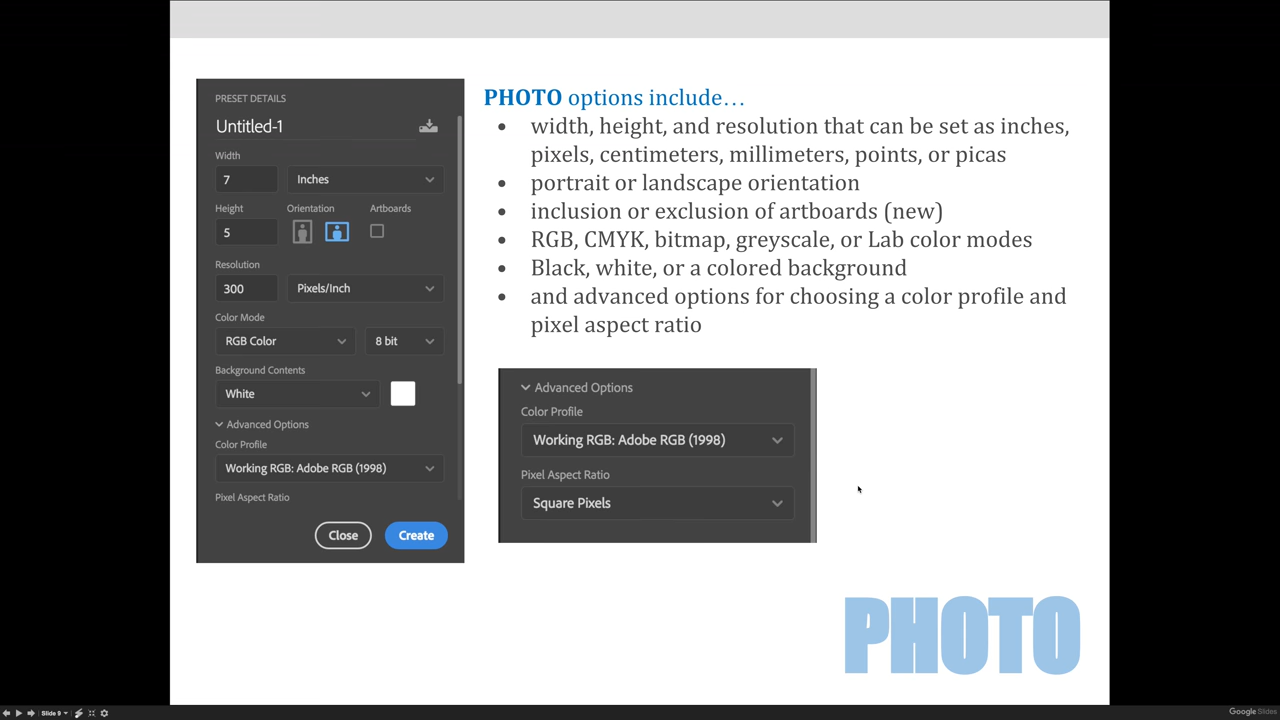 PRESET DETAILS
Untitled-1
Width
7 Inches
Height Orientation Artboards
5
Resolution
300 Pixels/Inch
Color Mode
RGB Color 8 bit
Background Contents
White
Advanced Options
Color Profile
Working RGB: Adobe RGB (1998)
Pixel Aspect Ratio
Close Create
PHOTO options include…
• width, height, and resolution that can be set as inches,
pixels, centimeters, millimeters, points, or picas
• portrait or landscape orientation
• inclusion or exclusion of artboards (new)
• RGB, CMYK, bitmap, greyscale, or Lab color modes
• Black, white, or a colored background
• and advanced options for choosing a color profile and
pixel aspect ratio
Advanced Options
Color Profile
Working RGB: Adobe RGB (1998)
Pixel Aspect Ratio
Square Pixels
PHOTO
Slide 9
Google Slides